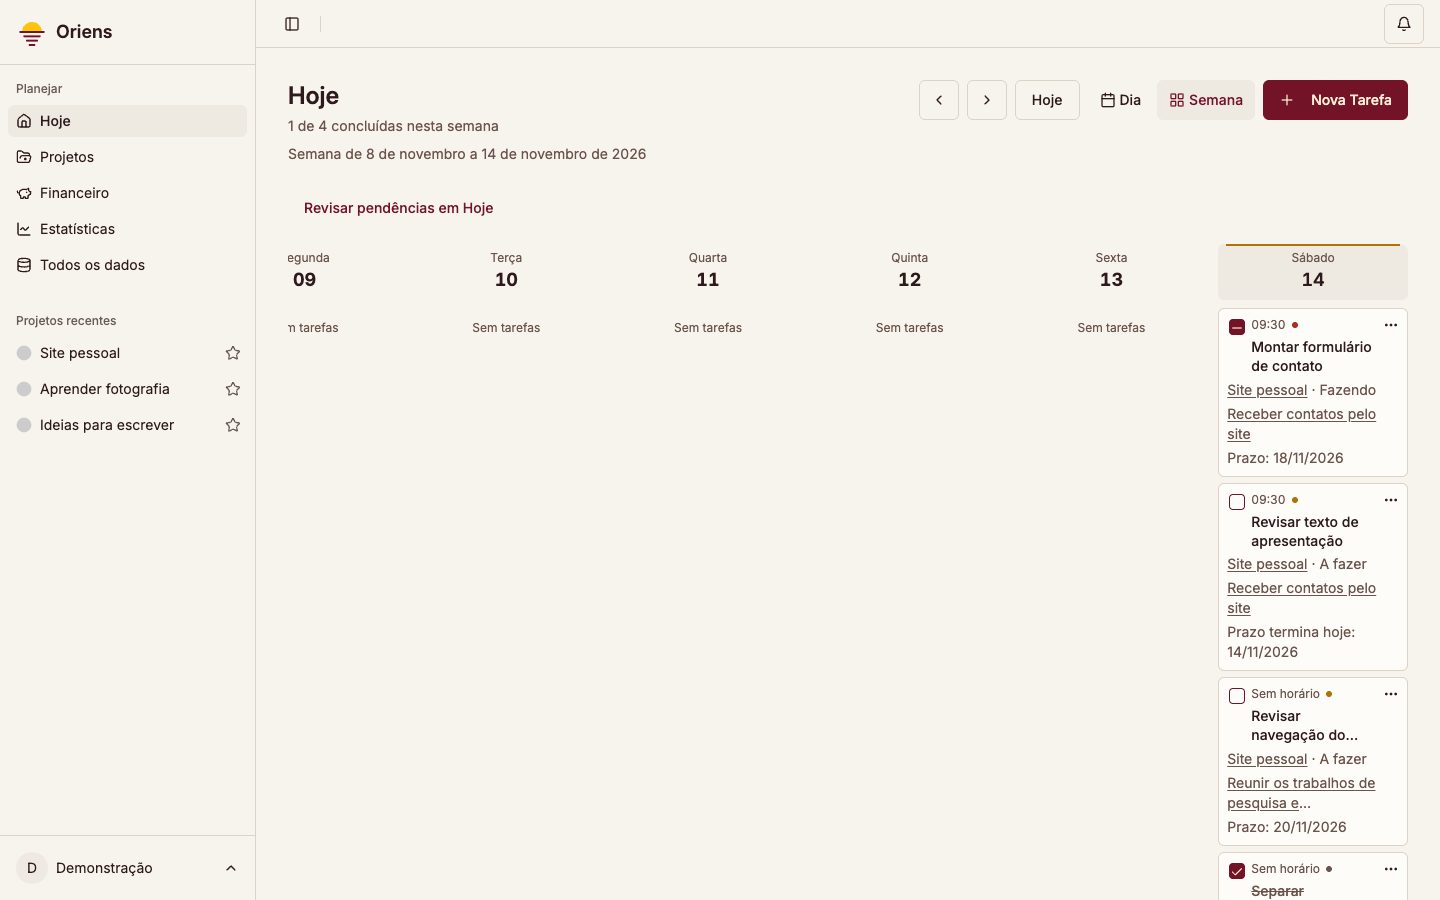 Oriens
Planejar
Hoje
Projetos
Financeiro
Estatísticas
Todos os dados
Projetos recentes
Site pessoal
Aprender fotografia
Ideias para escrever
D Demonstração
Hoje
1 de 4 concluídas nesta semana
Semana de 8 de novembro a 14 de novembro de 2026
Hoje Dia Semana Nova Tarefa
Revisar pendências em Hoje
egunda Terça Quarta Quinta Sexta Sábado
09 10 11 12 13 14
m tarefas Sem tarefas Sem tarefas Sem tarefas Sem tarefas
09:30
Montar formulário
de contato
Site pessoal · Fazendo
Receber contatos pelo
site
Prazo: 18/11/2026
09:30
Revisar texto de
apresentação
Site pessoal · A fazer
Receber contatos pelo
site
Prazo termina hoje:
14/11/2026
Sem horário
Revisar
navegação do...
Site pessoal · A fazer
Reunir os trabalhos de
pesquisa e...
Prazo: 20/11/2026
Sem horário
Separar